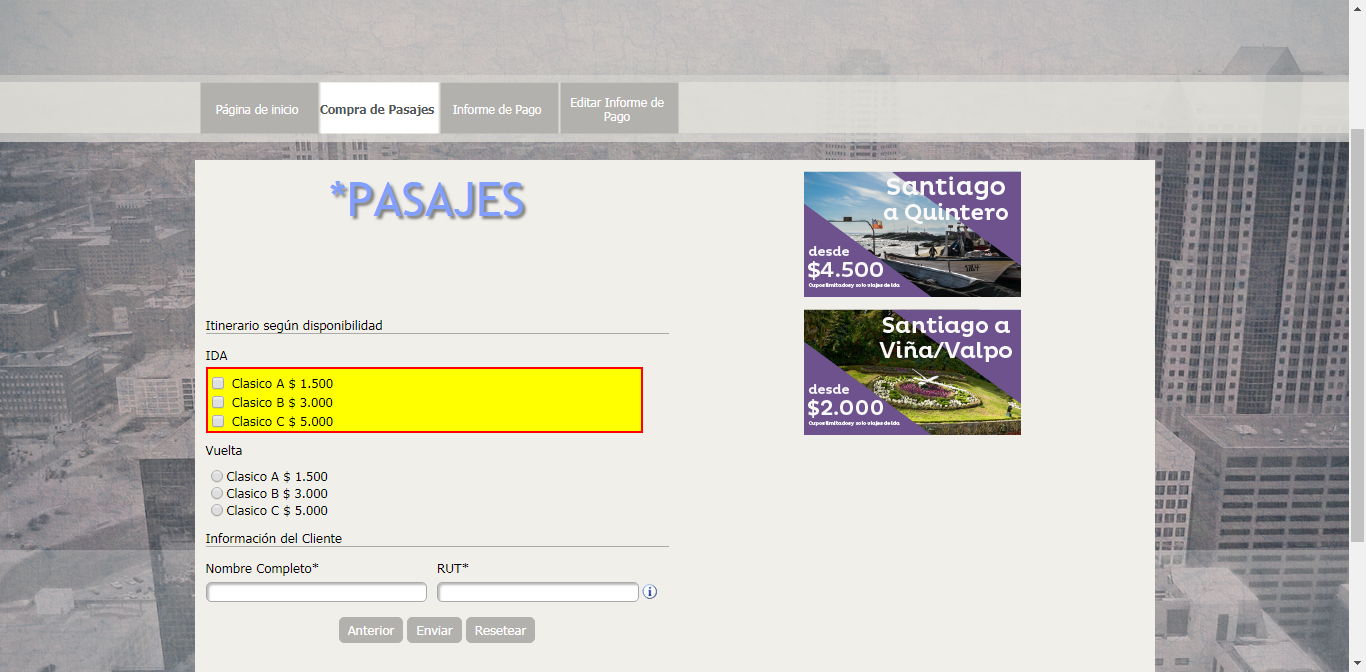 Página de inicio
Compra de Pasajes
Informe de Pago
Editar Informe de
Pago
*PASAJES
Itinerario según disponibilidad
IDA
Clasico A $ 1.500
Clasico B $ 3.000
Clasico C $ 5.000
Vuelta
Clasico A $ 1.500
Clasico B $ 3.000
Clasico C $ 5.000
Información del Cliente
Nombre Completo*
RUT*
Anterior
Enviar
Resetear
Santiago
a Quintero
desde
$4.500
Cupos limitados y solo viajes de ida
Santiago a
Viña/Valpo
desde
$2.000
Cupos limitados y solo viajes de ida